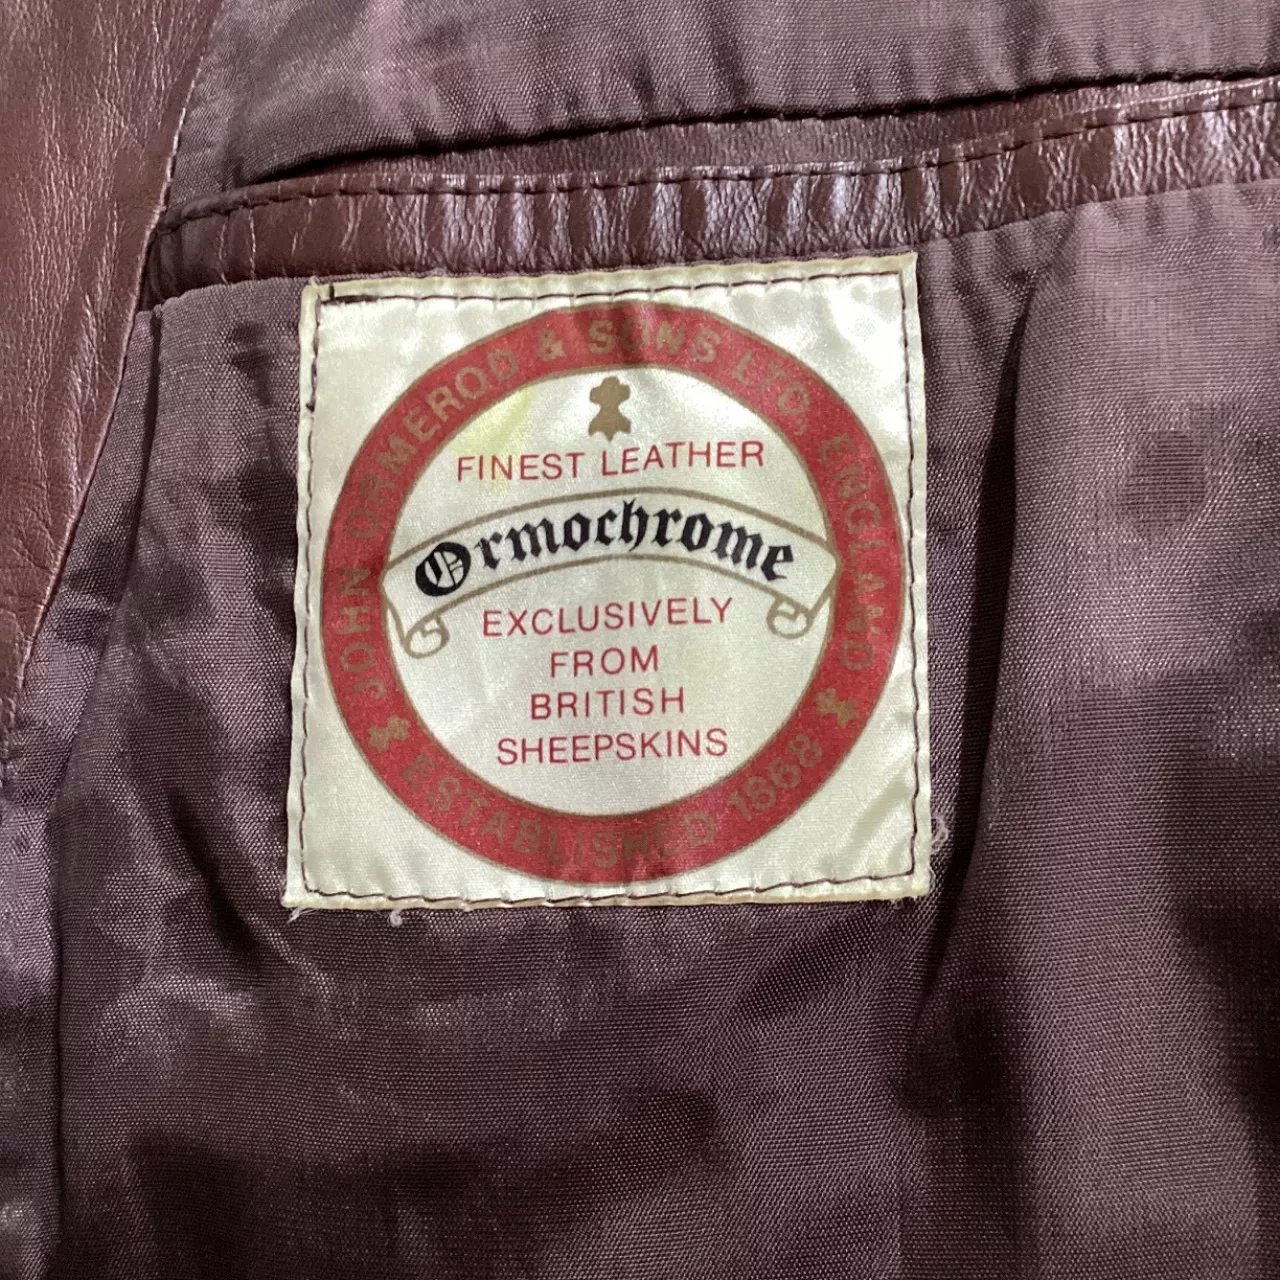 JOHN ORMEROD & SONS LTD, ENGLAND
FINEST LEATHER
Ormochrome
EXCLUSIVELY
FROM
BRITISH
SHEEPSKINS
ESTABLISHED 1868